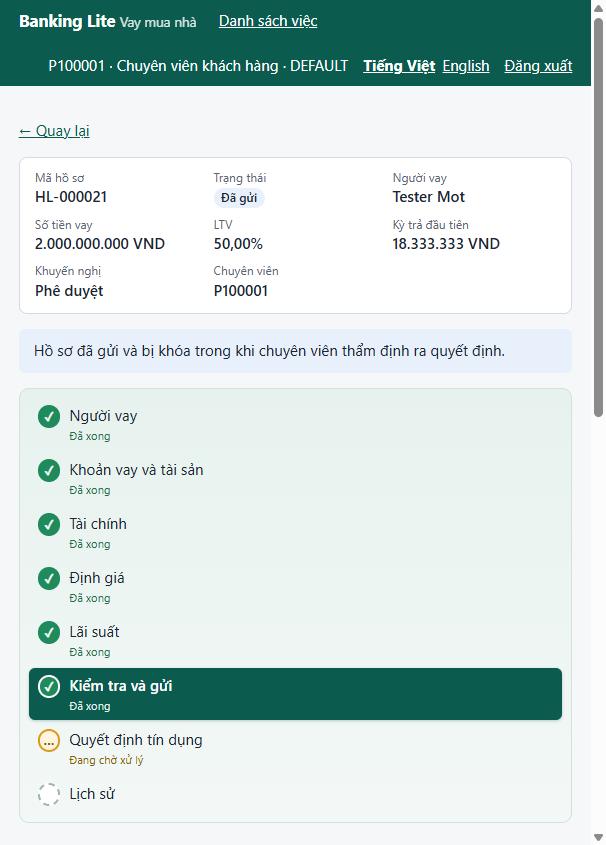 Banking Lite Vay mua nhà Danh sách việc
P100001 · Chuyên viên khách hàng · DEFAULT Tiếng Việt English Đăng xuất
← Quay lại
Mã hồ sơ Trạng thái Người vay
HL-000021 Đã gửi Tester Mot
Số tiền vay LTV Kỳ trả đầu tiên
2.000.000.000 VND 50,00% 18.333.333 VND
Khuyến nghị Chuyên viên
Phê duyệt P100001
Hồ sơ đã gửi và bị khóa trong khi chuyên viên thẩm định ra quyết định.
Người vay
Đã xong
Khoản vay và tài sản
Đã xong
Tài chính
Đã xong
Định giá
Đã xong
Lãi suất
Đã xong
Kiểm tra và gửi
Đã xong
Quyết định tín dụng
Đang chờ xử lý
Lịch sử